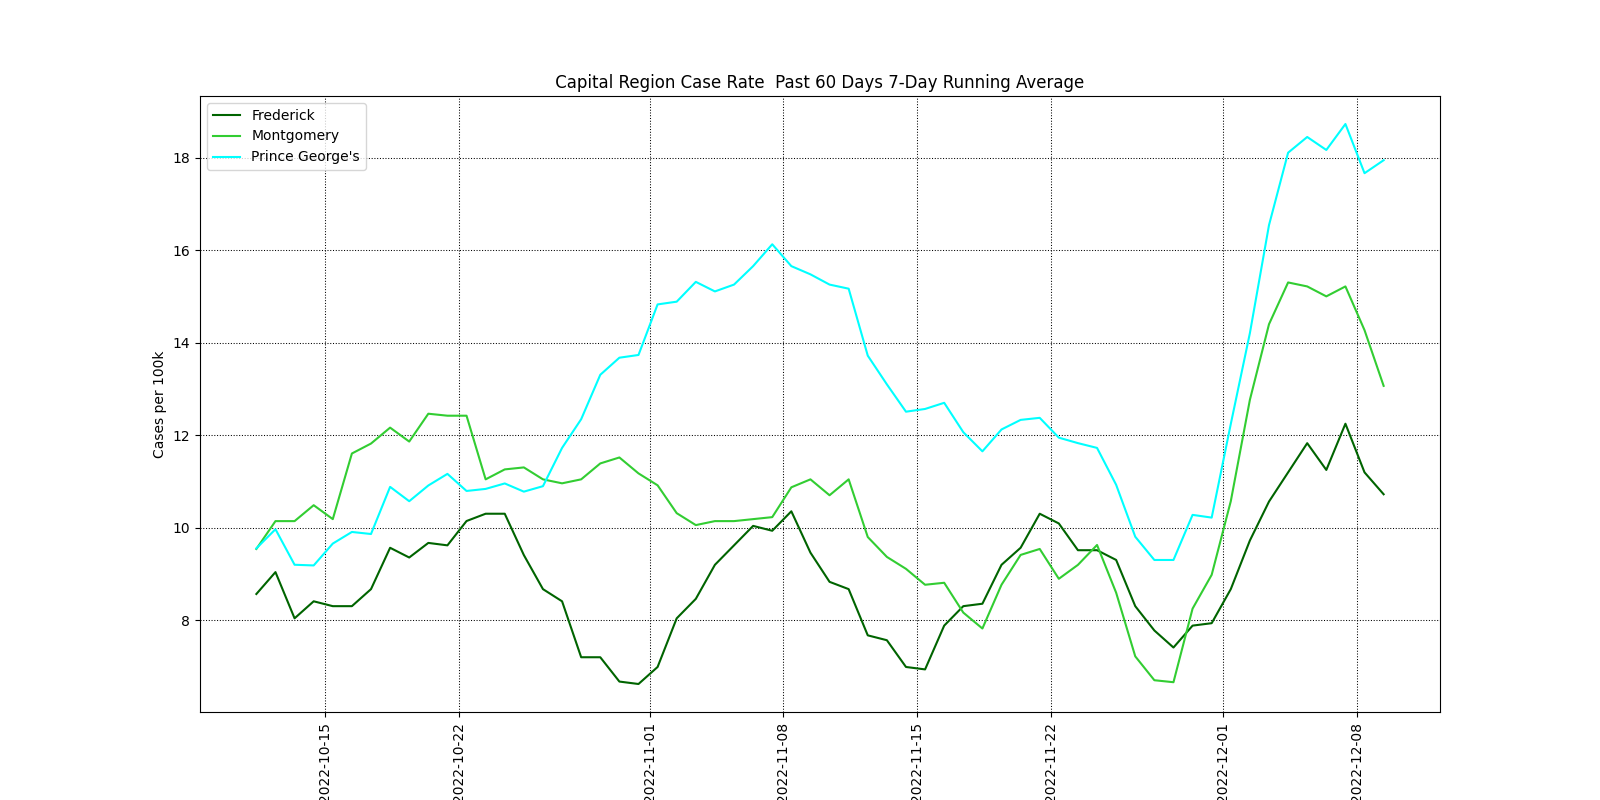 Capital Region Case Rate  Past 60 Days 7-Day Running Average
Frederick
Montgomery
Prince George's
18
16
14
12
10
8
Cases per 100k
2022-10-15
2022-10-22
2022-11-01
2022-11-08
2022-11-15
2022-11-22
2022-12-01
2022-12-08